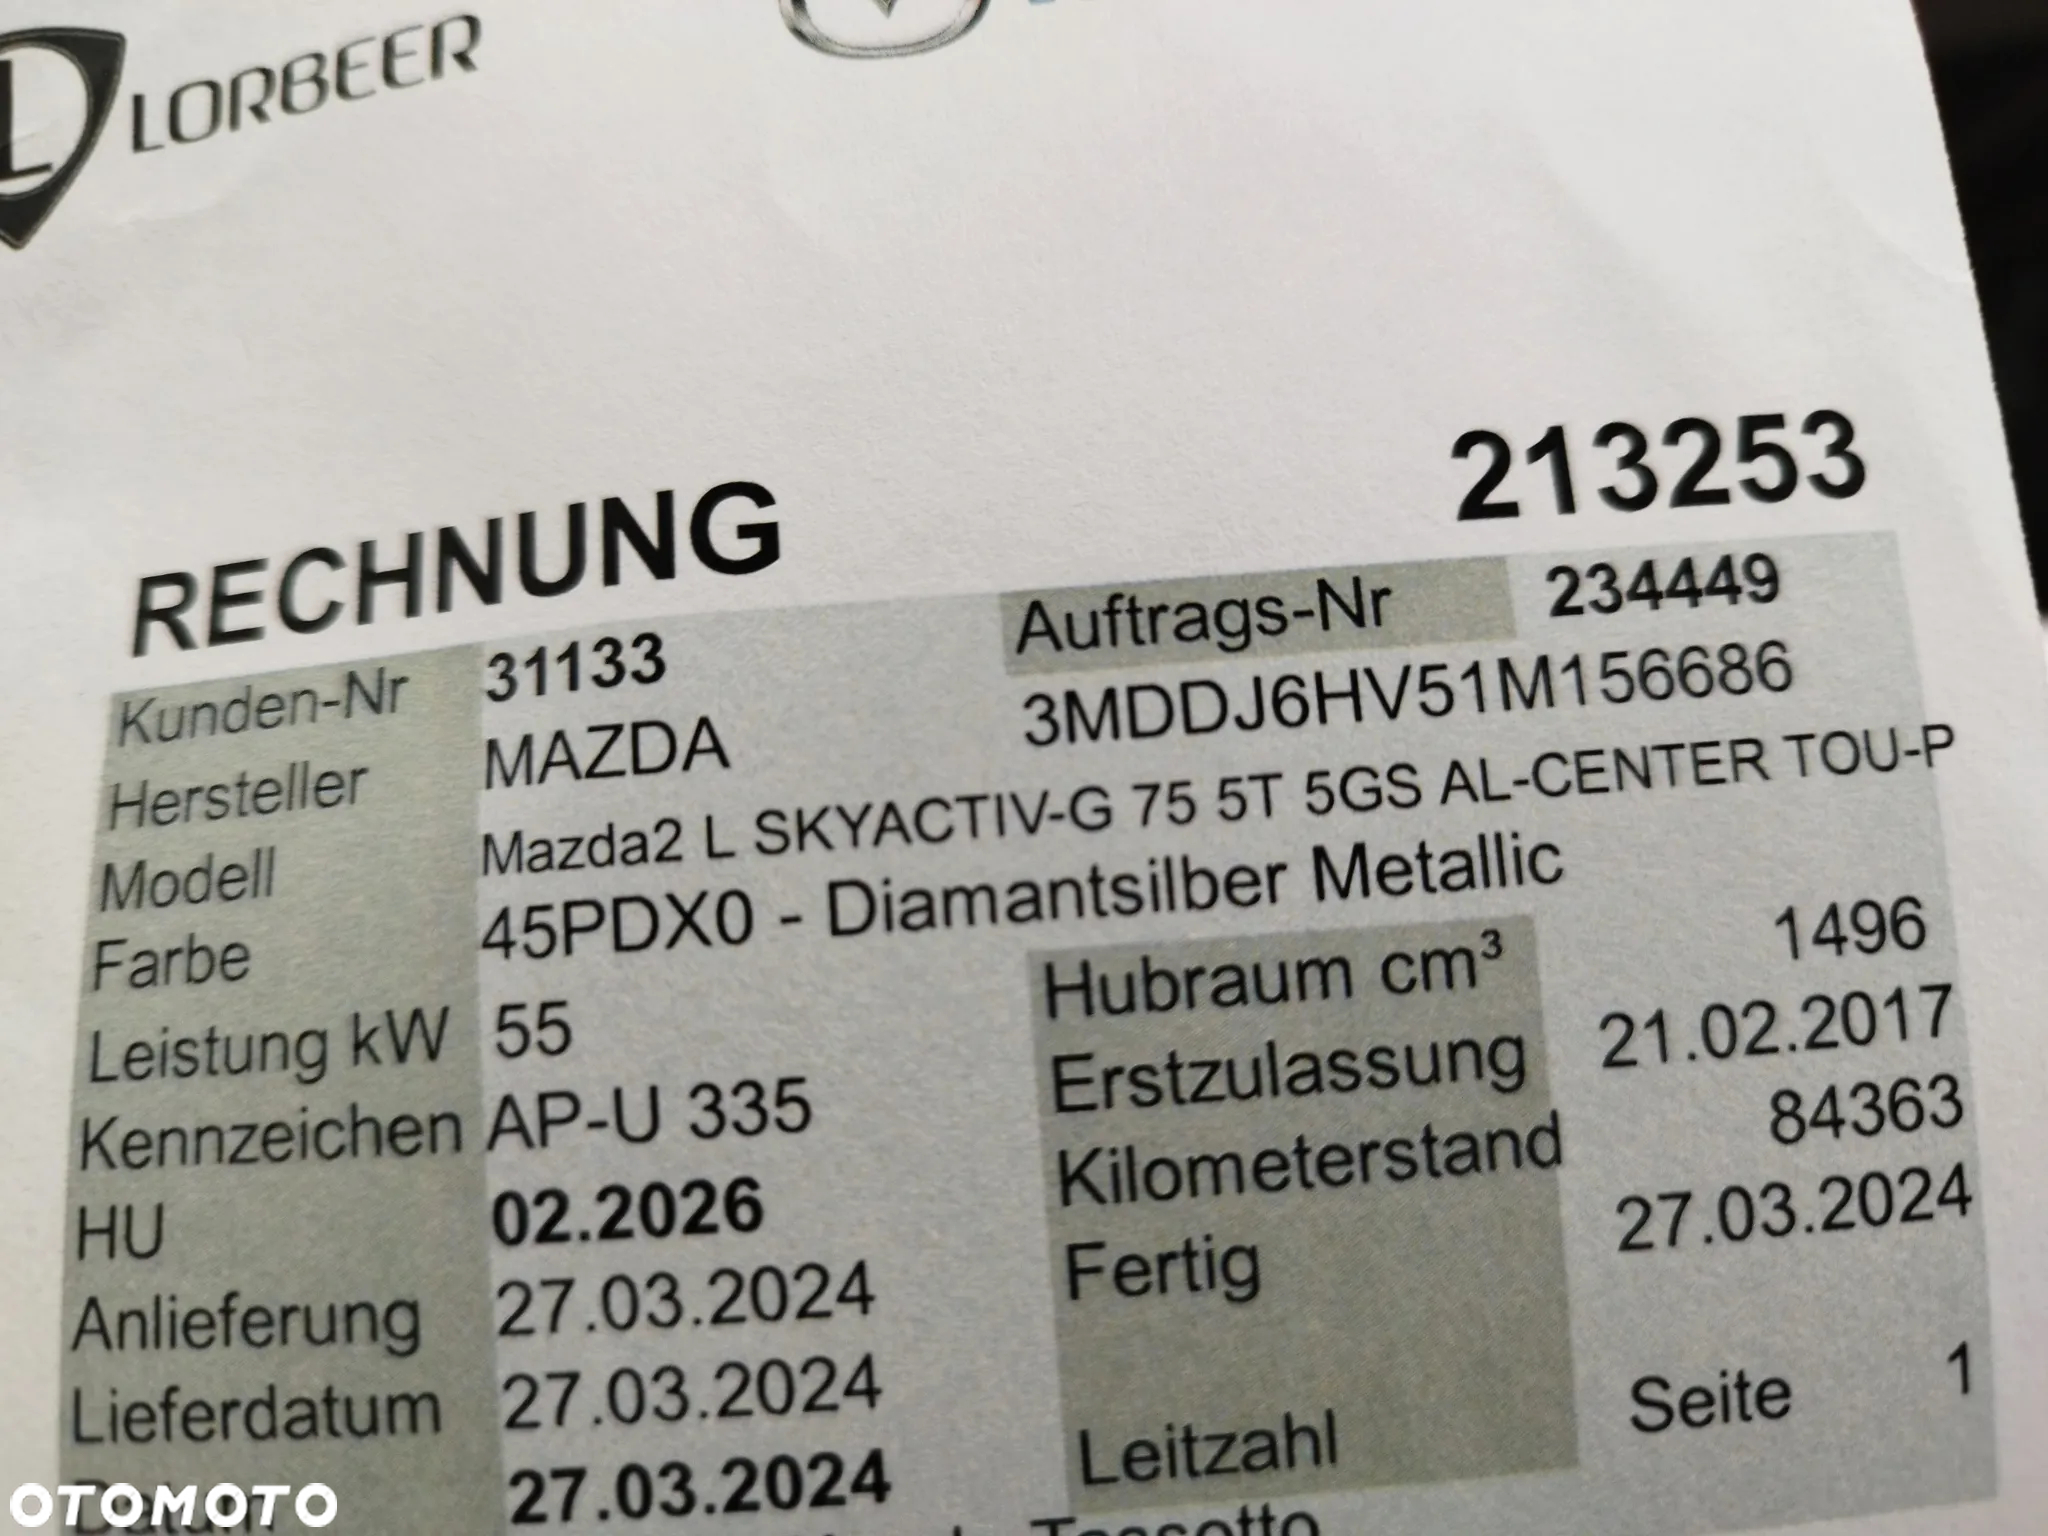 LORBEER
RECHNUNG 213253
Kunden-Nr 31133 Auftrags-Nr 234449
Hersteller MAZDA 3MDDJ6HV51M156686
Modell Mazda2 L SKYACTIV-G 75 5T 5GS AL-CENTER TOU-P
Farbe 45PDX0 - Diamantsilber Metallic
Leistung kW 55 Hubraum cm³ 1496
Kennzeichen AP-U 335 Erstzulassung 21.02.2017
HU 02.2026 Kilometerstand 84363
Anlieferung 27.03.2024 Fertig 27.03.2024
Lieferdatum 27.03.2024
Datum 27.03.2024 Leitzahl Seite 1
OTOMOTO